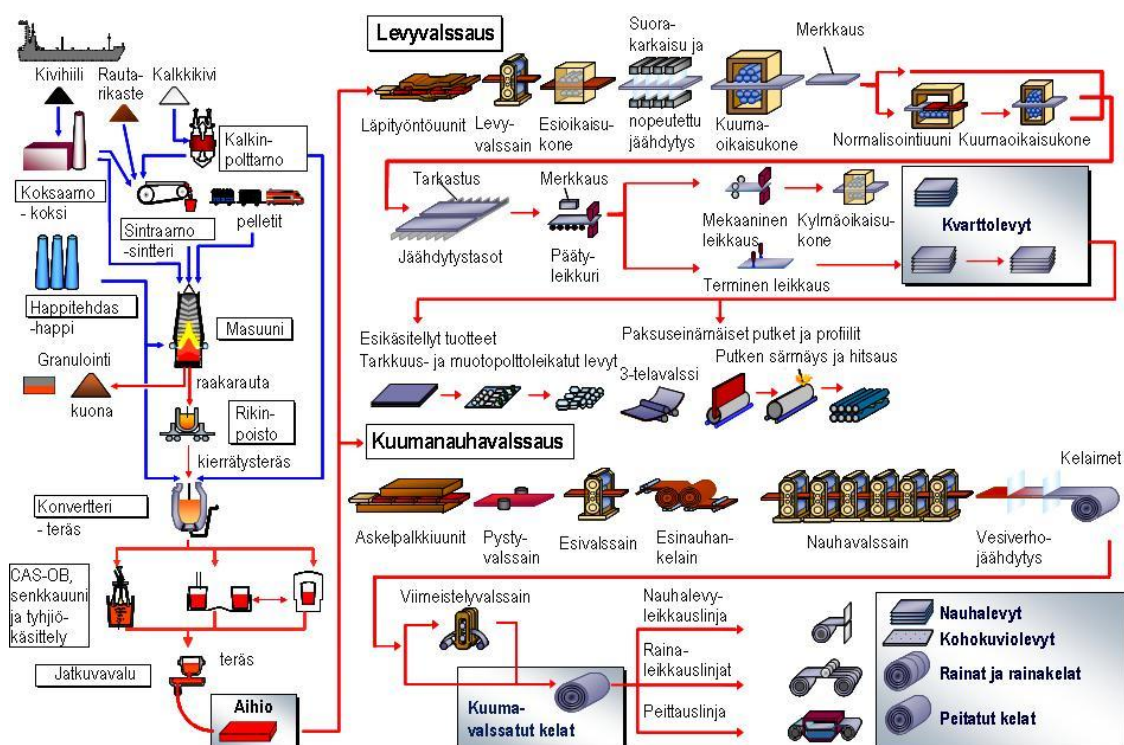 Kivihiili
Rauta-
rikaste
Kalkkikivi
Kalkin-
polttamo
Koksaamo
- koksi
Sintraamo
-sintteri
pelletit
Happitehdas
-happi
Masuuni
Granulointi
kuona
raakarauta
Rikin-
poisto
kierrätysteräs
Konvertteri
- teräs
CAS-OB,
senkkauuni
ja tyhjiö-
käsittely
Jatkuvavalu
teräs
Aihio
Levyvalssaus
Läpityöntöuunit
Levy-
valssain
Esioikaisu-
kone
Suora-
karkaisu ja
nopeutettu
jäähdytys
Kuuma-
oikaisukone
Merkkaus
Normalisointiuuni
Kuumaoikaisukone
Tarkastus
Jäähdytystasot
Merkkaus
Pääty-
leikkuri
Mekaaninen
leikkaus
Kylmäoikaisu-
kone
Terminen leikkaus
Kvarttolevyt
Esikäsitellyt tuotteet
Tarkkuus- ja muotopolttoleikatut levyt
Paksuseinämäiset putket ja profiilit
3-telavalssi
Putken särmäys ja hitsaus
Kuumanauhavalssaus
Askelpalkkiuunit
Pysty-
valssain
Esivalssain
Esinauhan-
kelain
Nauhavalssain
Vesiverho-
jäähdytys
Kelaimet
Viimeistelyvalssain
Kuuma-
valssatut kelat
Nauhalevy-
leikkauslinja
Raina-
leikkauslinjat
Peittauslinja
Nauhalevyt
Kohokuviolevyt
Rainat ja rainakelat
Peitatut kelat